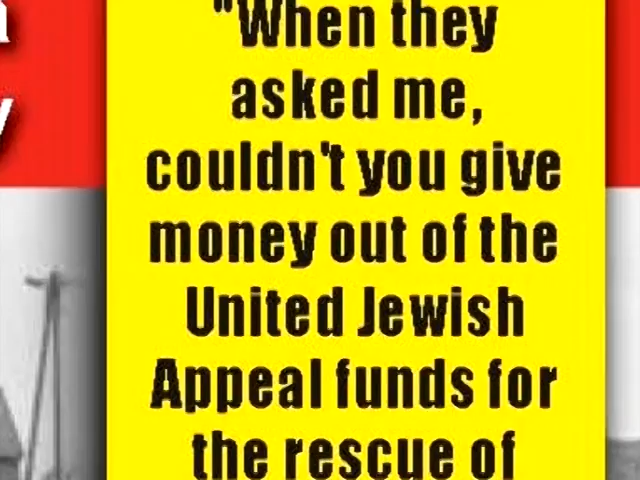 "When they
asked me,
couldn't you give
money out of the
United Jewish
Appeal funds for
the rescue of